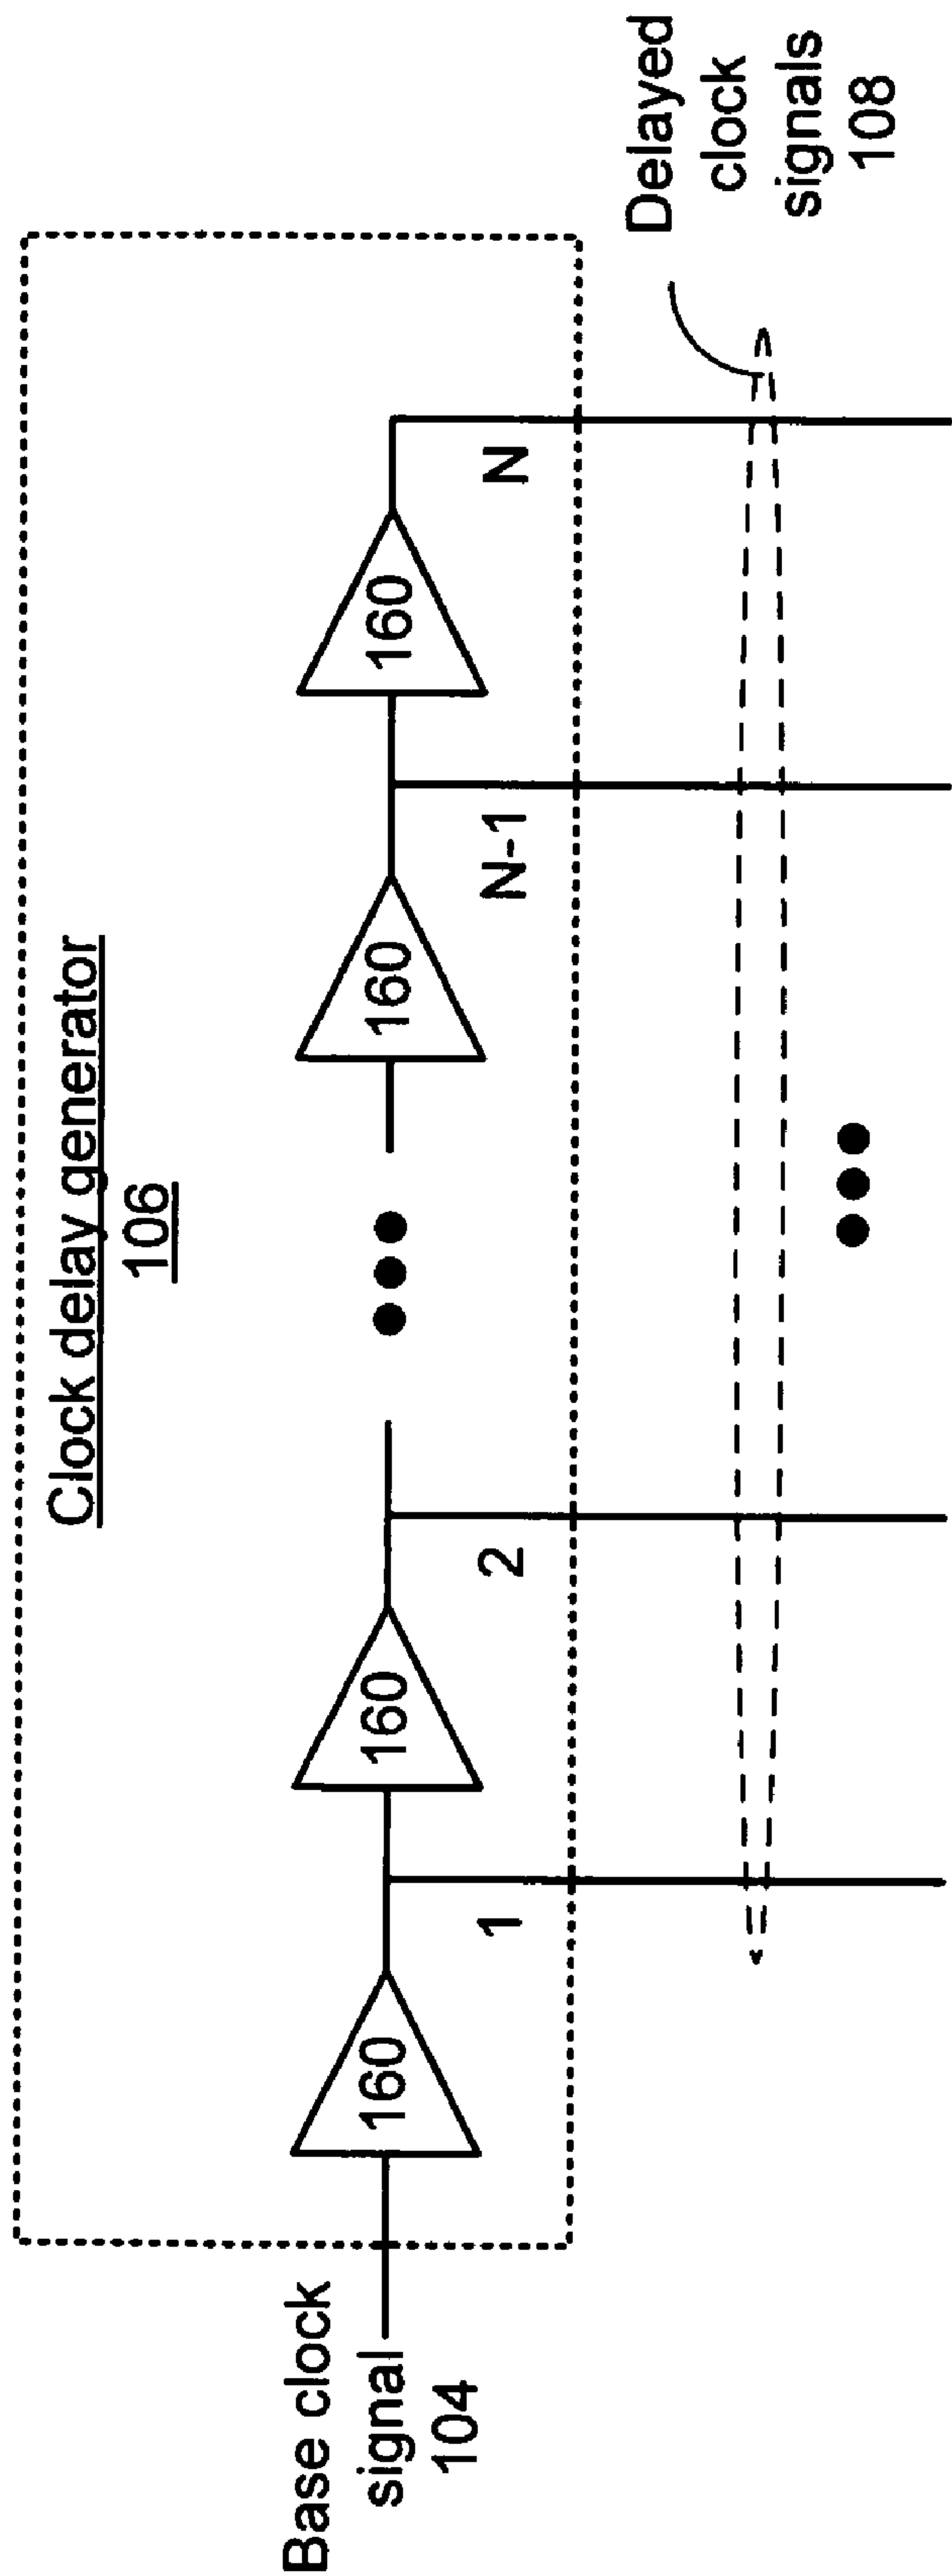 Clock delay generator
106
Base clock
signal
104
160
160
160
160
1
2
N-1
N
Delayed
clock
signals
108